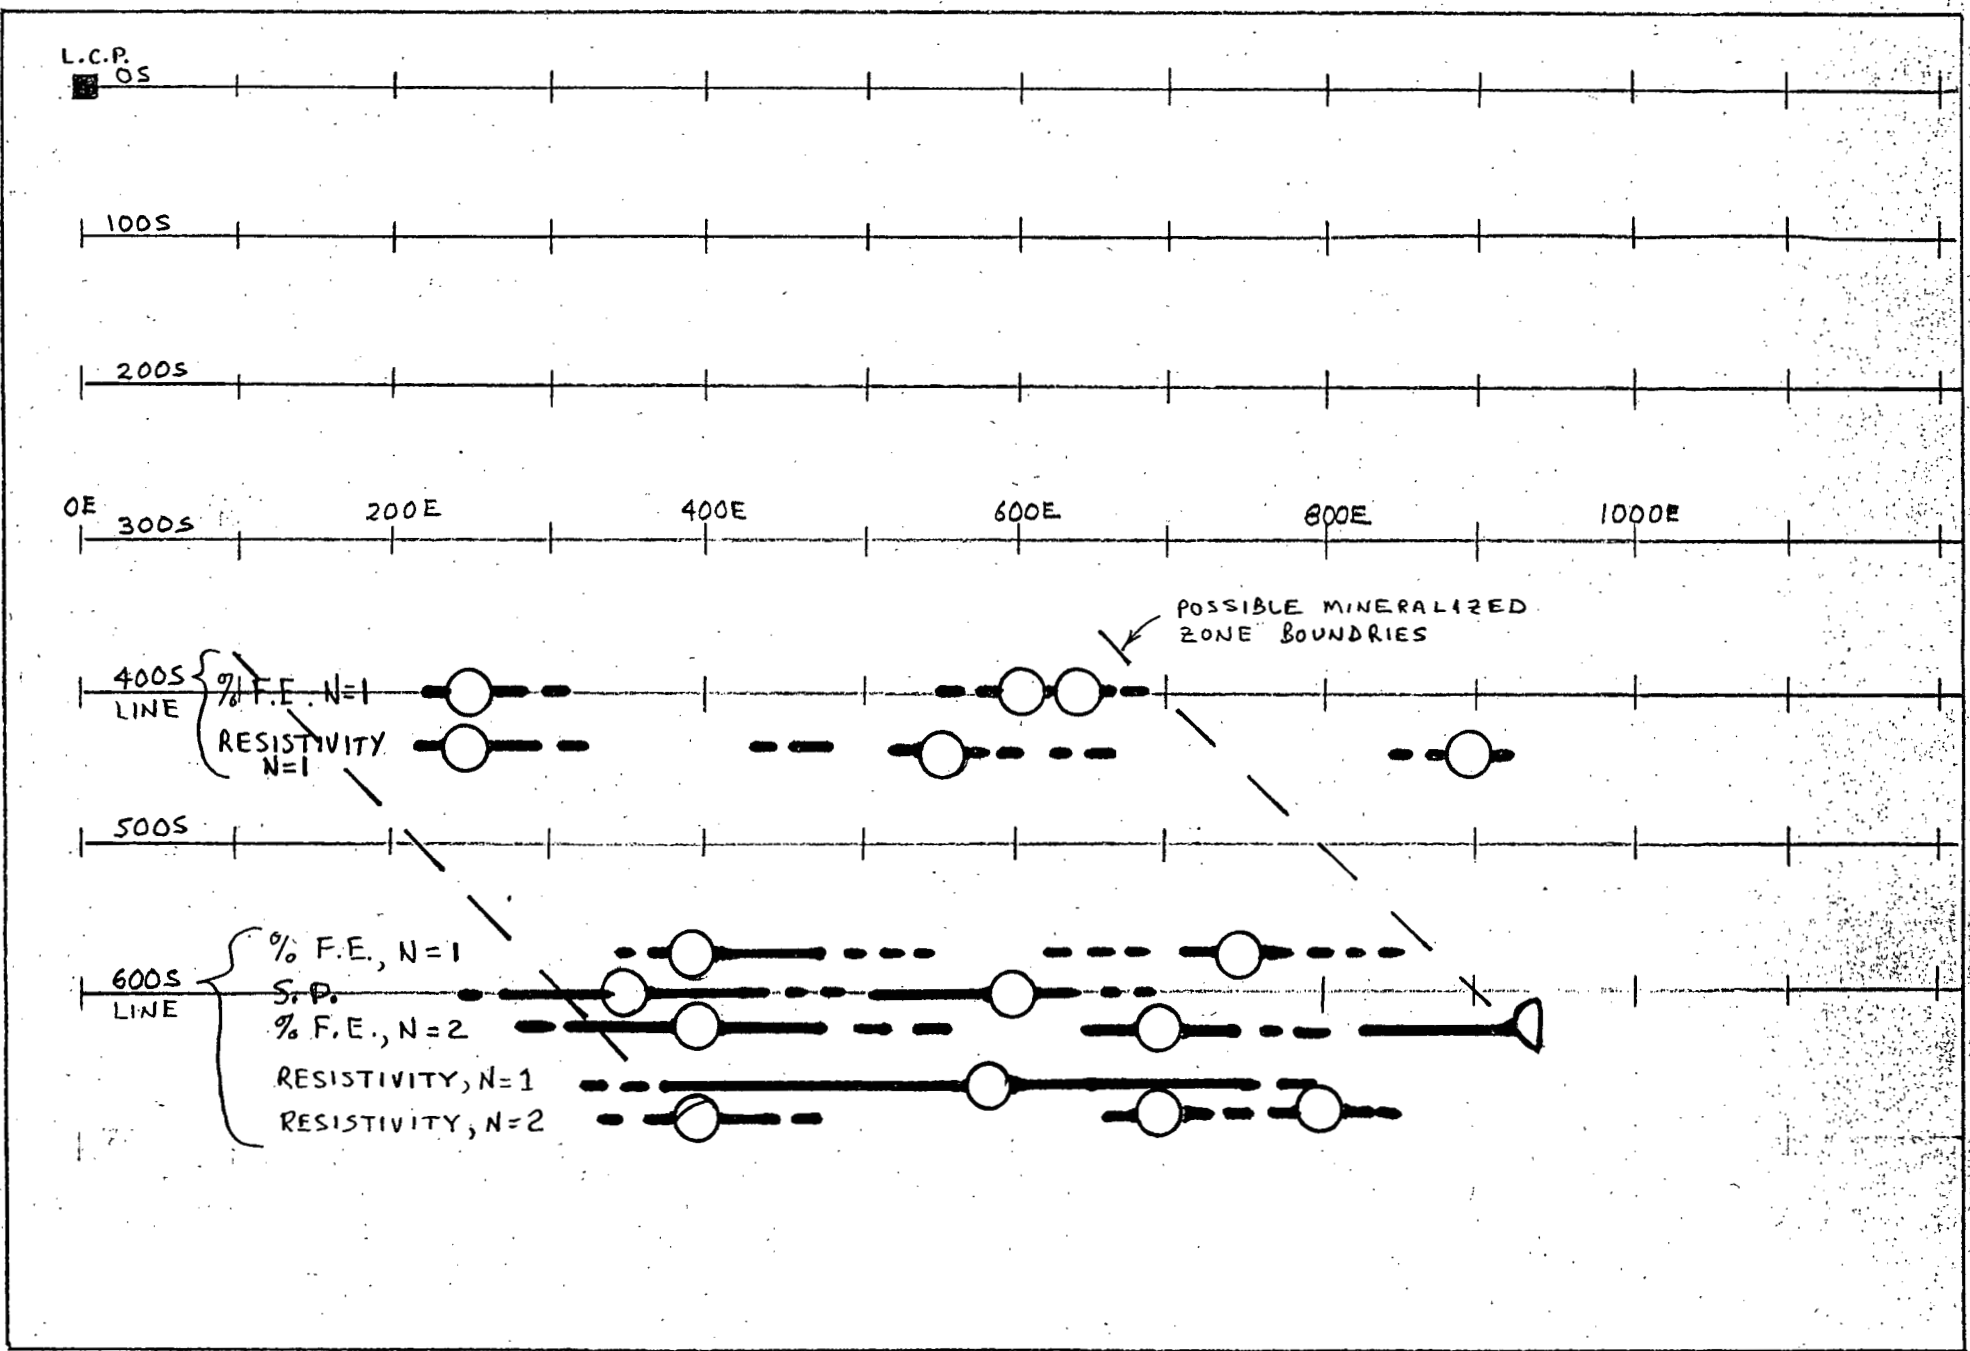 L.C.P.
0S
100S
200S
0E 200E 400E 600E 800E 1000E
300S
POSSIBLE MINERALIZED
ZONE BOUNDRIES
400S
LINE
% F.E. N=1
RESISTIVITY
N=1
500S
% F.E., N=1
600S
LINE
S.P.
% F.E., N=2
RESISTIVITY, N=1
RESISTIVITY, N=2